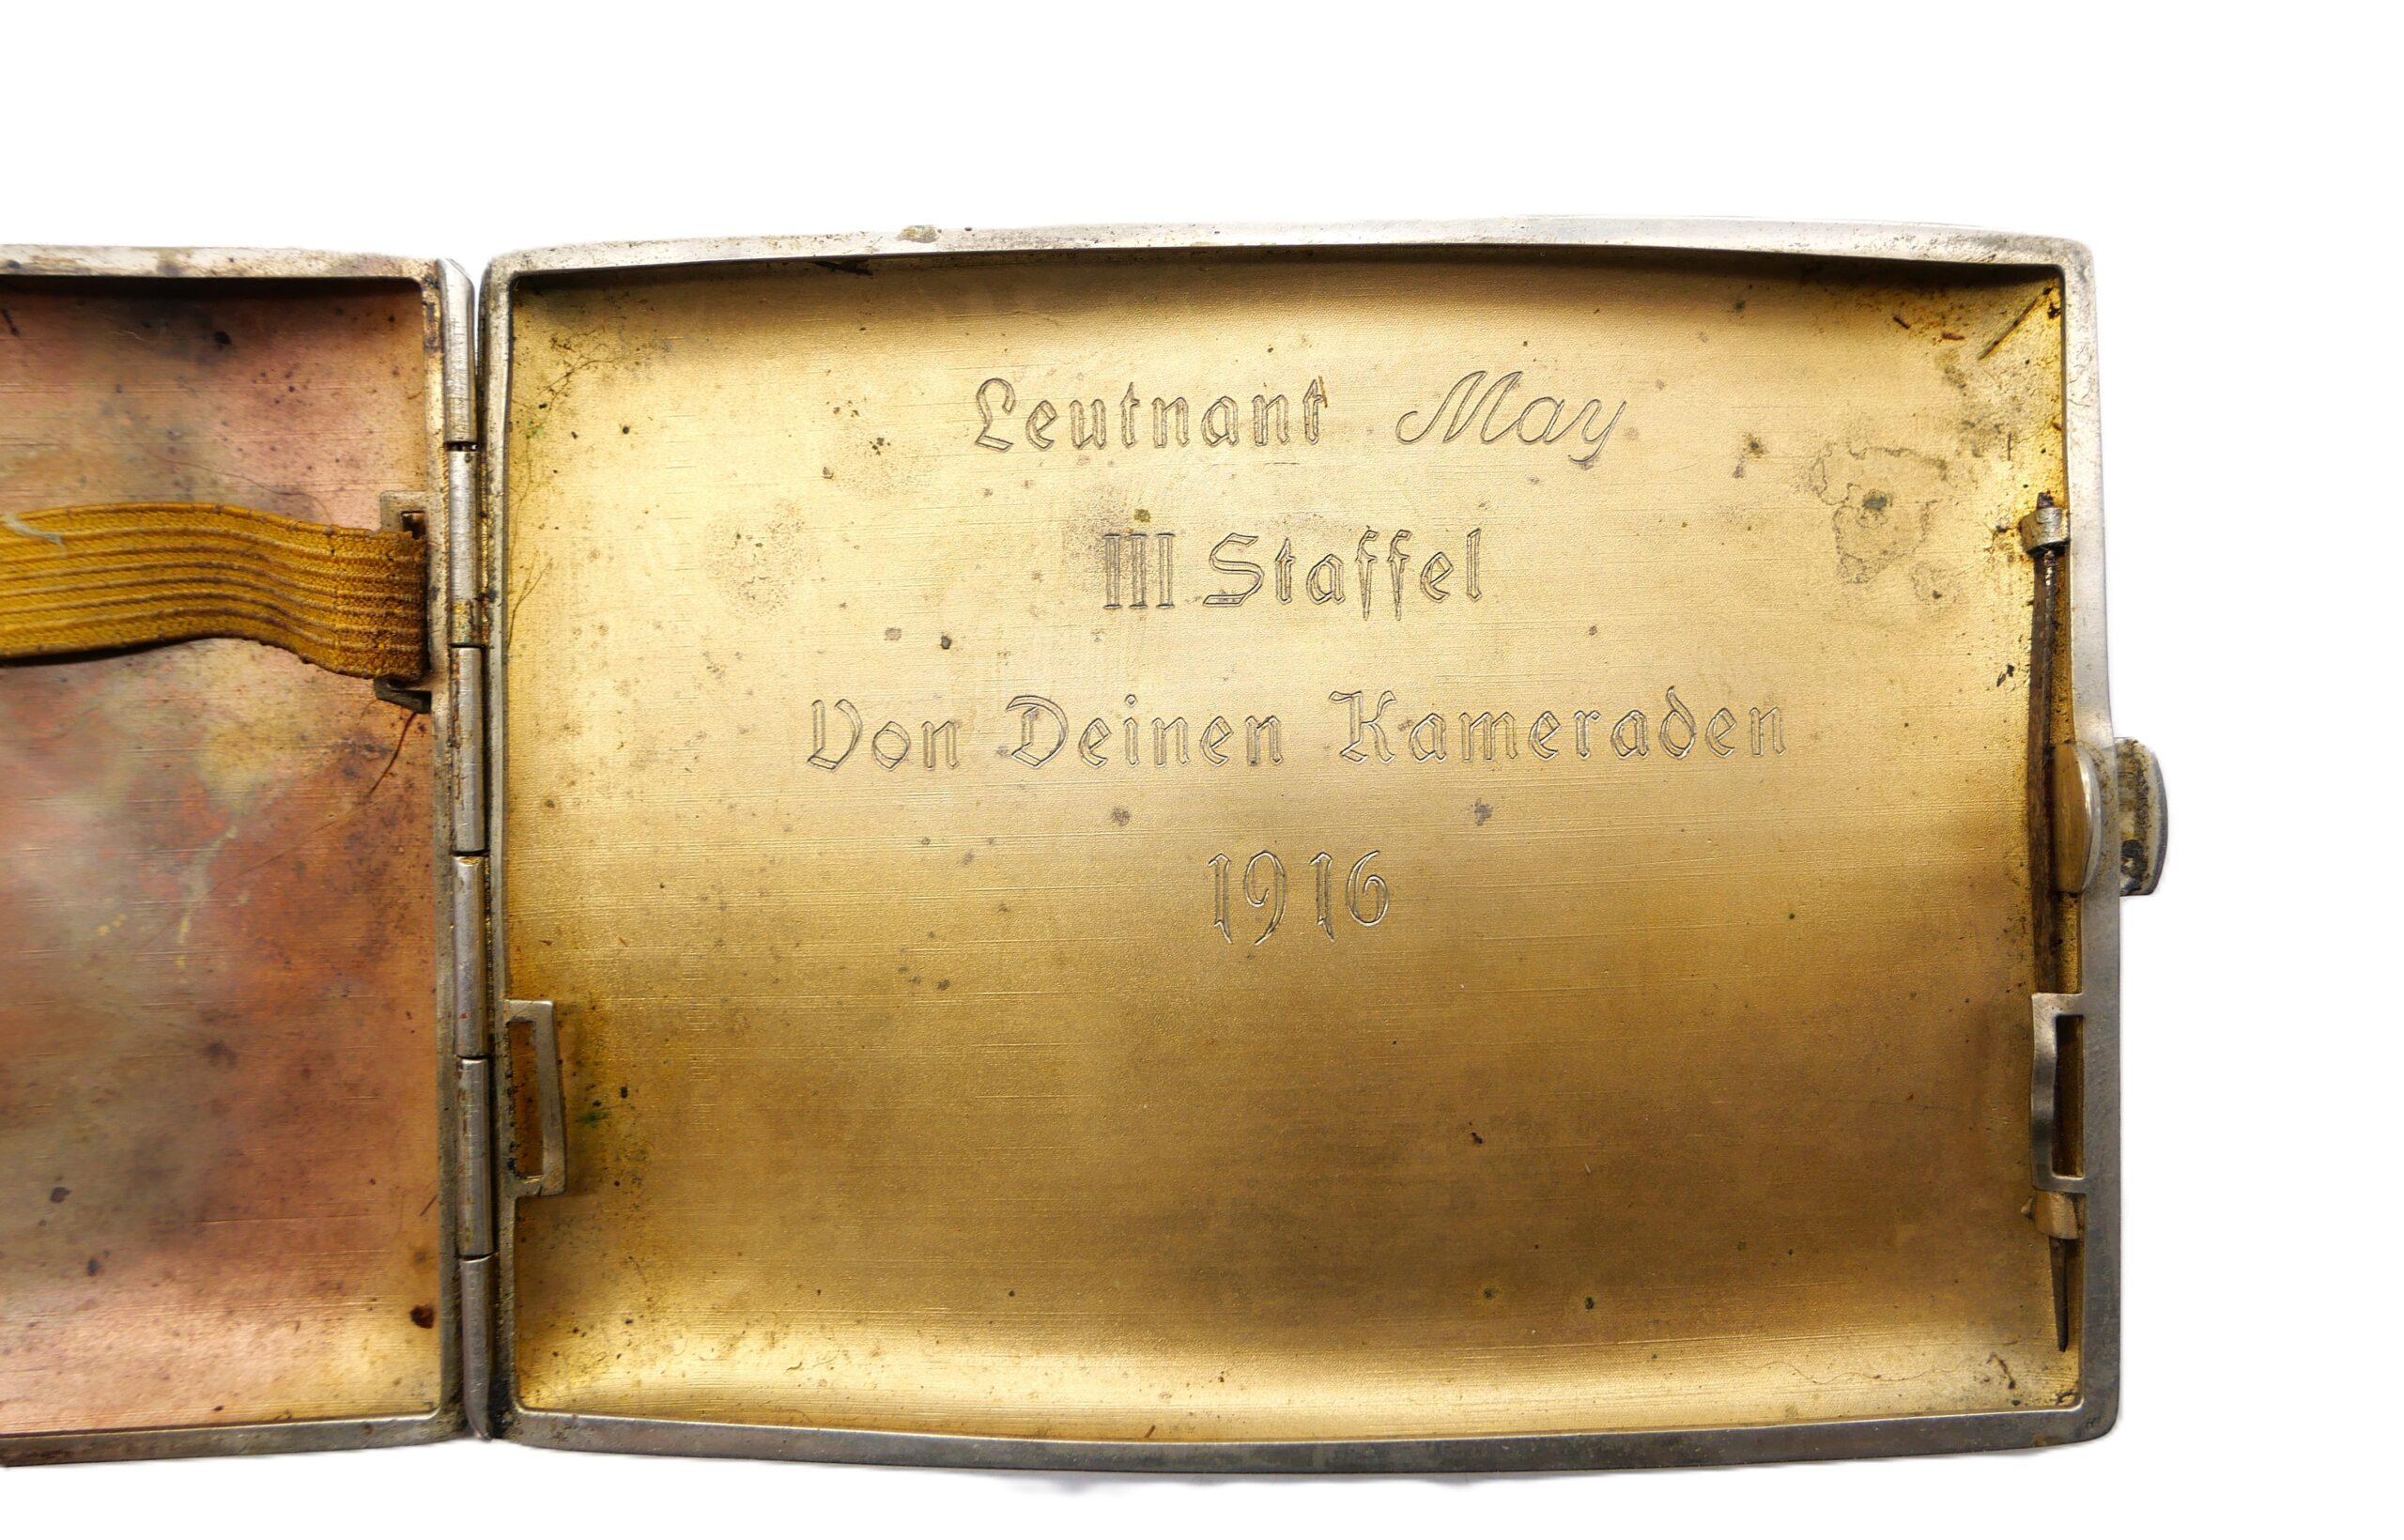 Leutnant May
III Staffel
Von Deinen Kameraden
1916